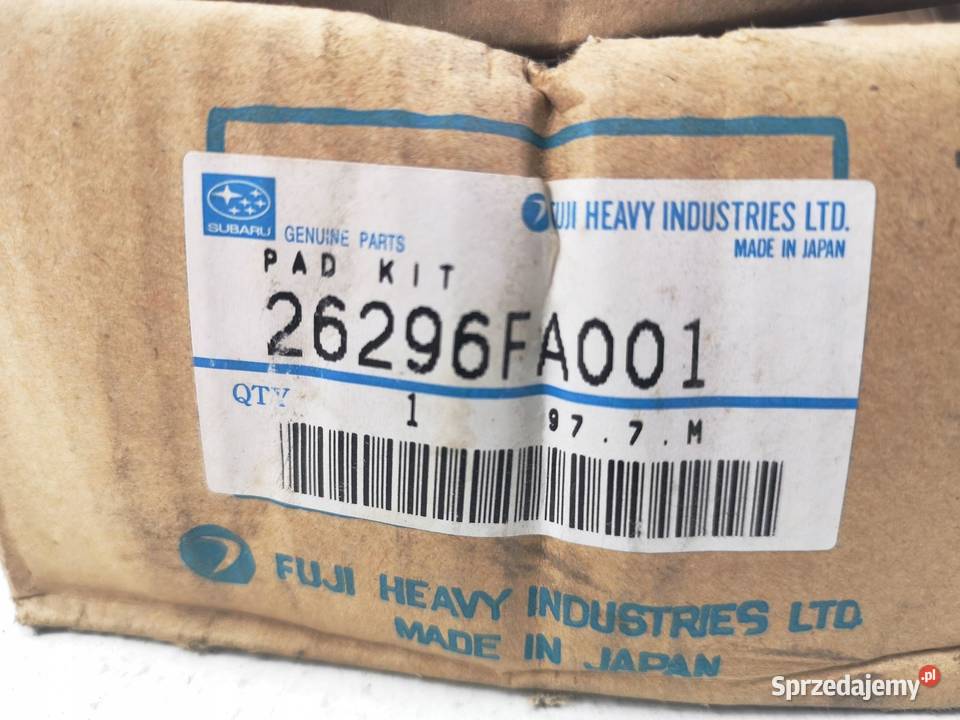 SUBARU
GENUINE PARTS
FUJI HEAVY INDUSTRIES LTD.
MADE IN JAPAN
PAD KIT
26296FA001
QTY 1 97.7.M
FUJI HEAVY INDUSTRIES LTD.
MADE IN JAPAN
Sprzedajemy.pl